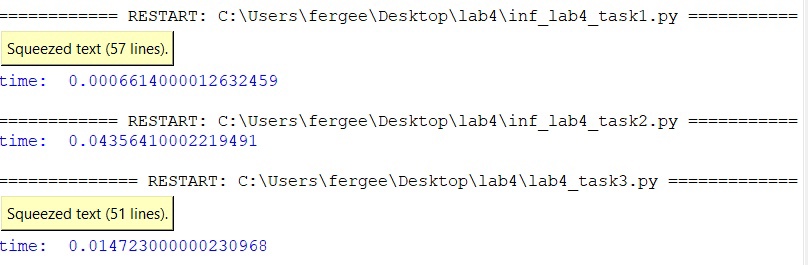 ============ RESTART: C:\Users\fergee\Desktop\lab4\inf_lab4_task1.py ===========
Squeezed text (57 lines).
time:  0.0006614000012632459
============ RESTART: C:\Users\fergee\Desktop\lab4\inf_lab4_task2.py ===========
time:  0.04356410002219491
============== RESTART: C:\Users\fergee\Desktop\lab4\lab4_task3.py =============
Squeezed text (51 lines).
time:  0.014723000000230968